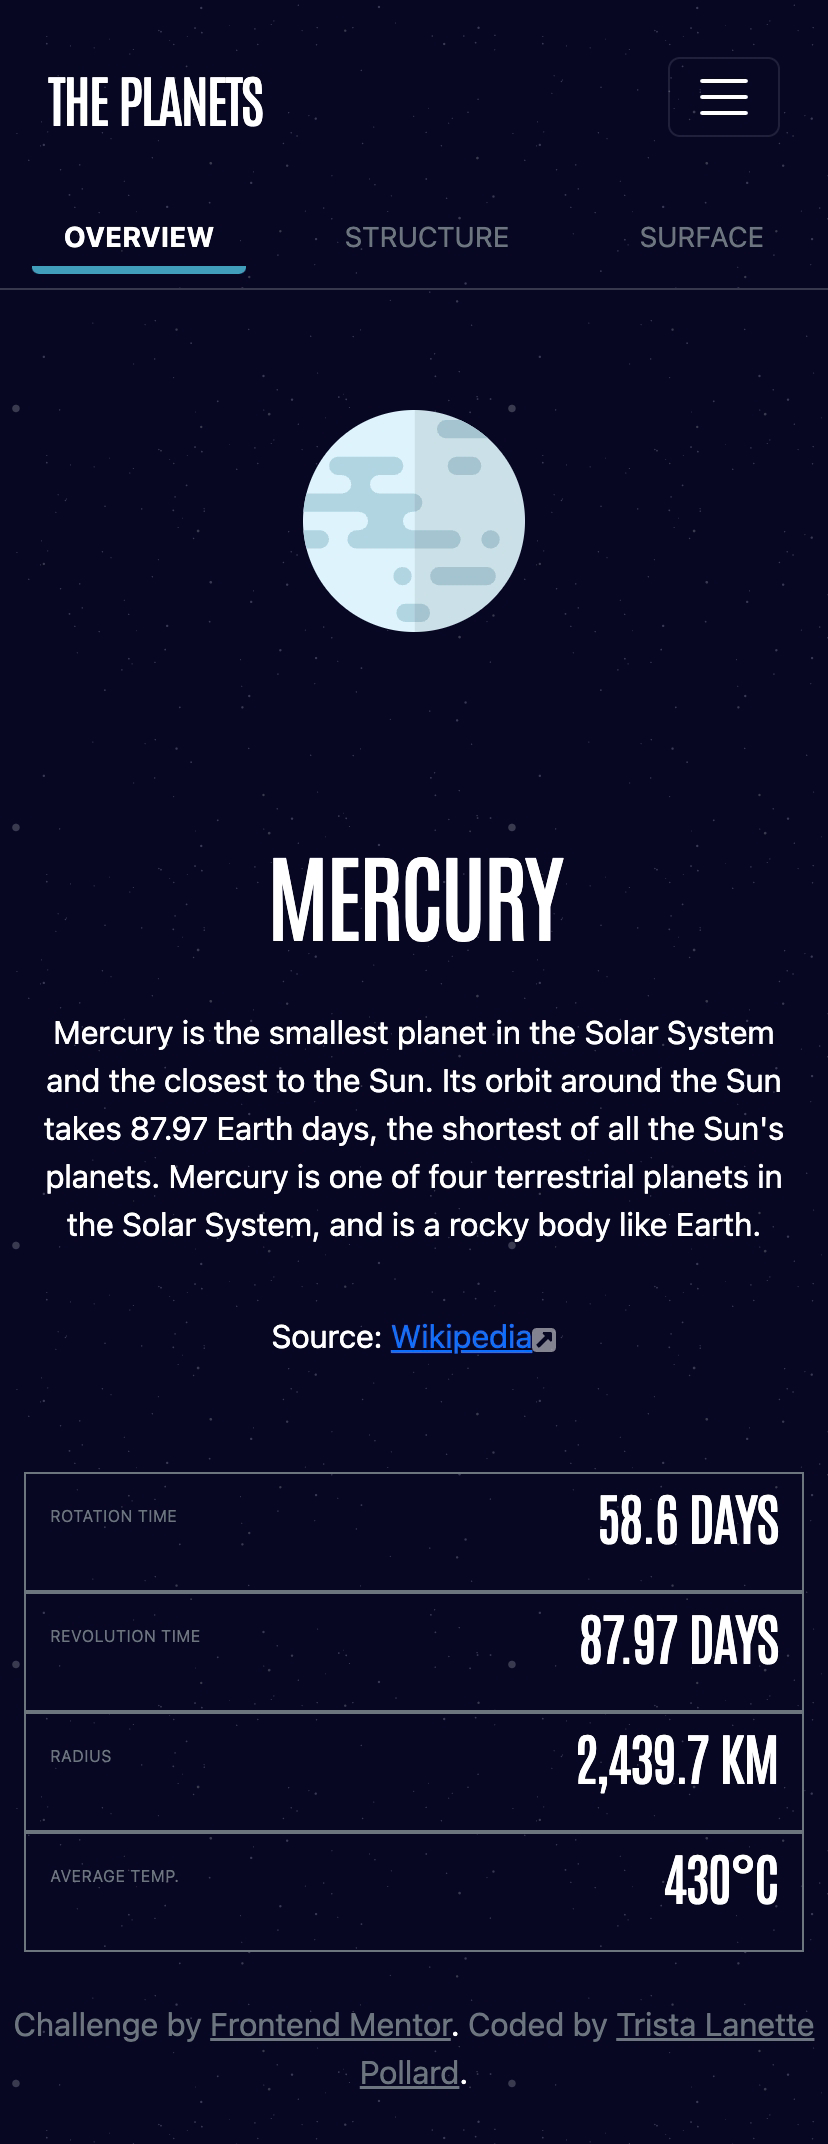 THE PLANETS
OVERVIEW STRUCTURE SURFACE
MERCURY
Mercury is the smallest planet in the Solar System
and the closest to the Sun. Its orbit around the Sun
takes 87.97 Earth days, the shortest of all the Sun's
planets. Mercury is one of four terrestrial planets in
the Solar System, and is a rocky body like Earth.
Source: Wikipedia
ROTATION TIME 58.6 DAYS
REVOLUTION TIME 87.97 DAYS
RADIUS 2,439.7 KM
AVERAGE TEMP. 430°C
Challenge by Frontend Mentor. Coded by Trista Lanette
Pollard.